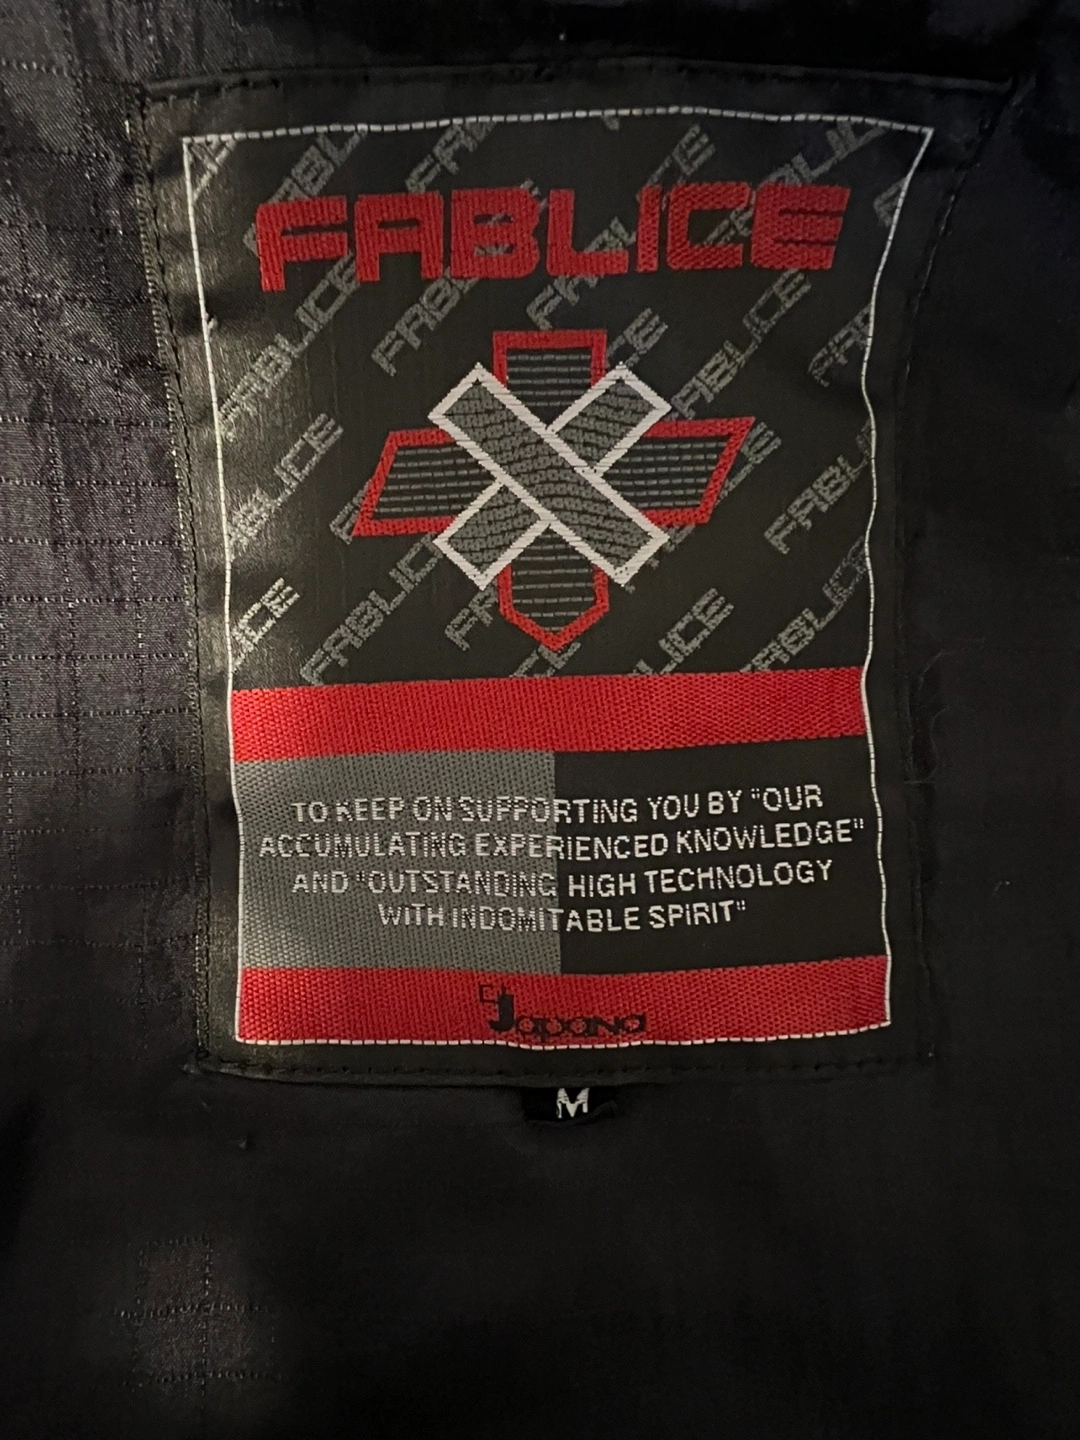 FABLICE
TO KEEP ON SUPPORTING YOU BY "OUR
ACCUMULATING EXPERIENCED KNOWLEDGE"
AND "OUTSTANDING HIGH TECHNOLOGY
WITH INDOMITABLE SPIRIT"
Japana
M